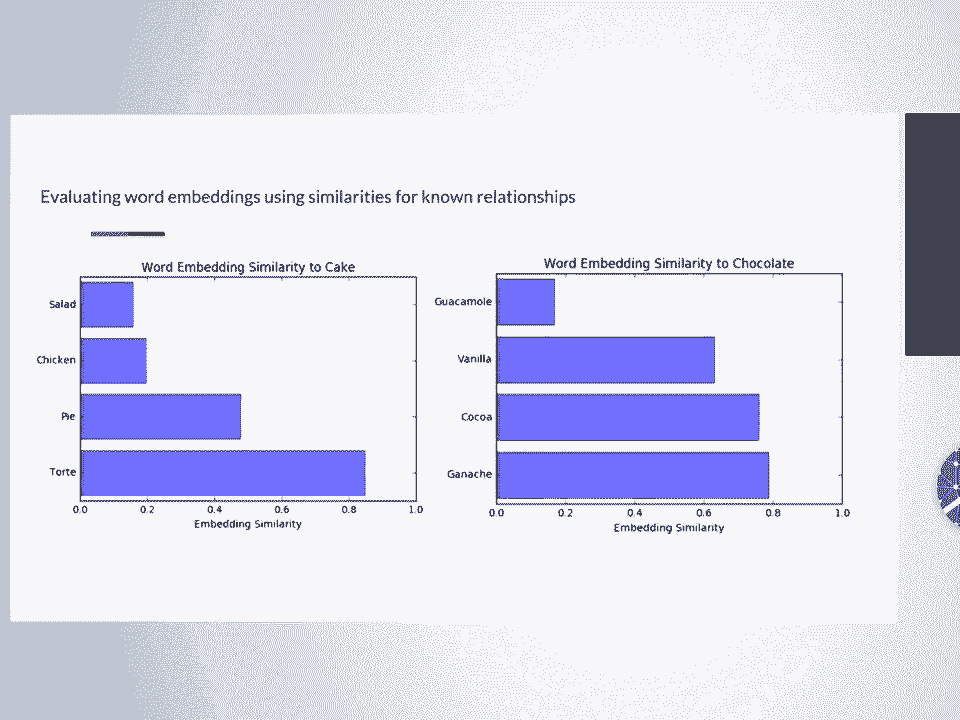 Evaluating word embeddings using similarities for known relationships
Word Embedding Similarity to Cake
Salad
Chicken
Pie
Torte
0.0 0.2 0.4 0.6 0.8 1.0
Embedding Similarity
Word Embedding Similarity to Chocolate
Guacamole
Vanilla
Cocoa
Ganache
0.0 0.2 0.4 0.6 0.8 1.0
Embedding Similarity